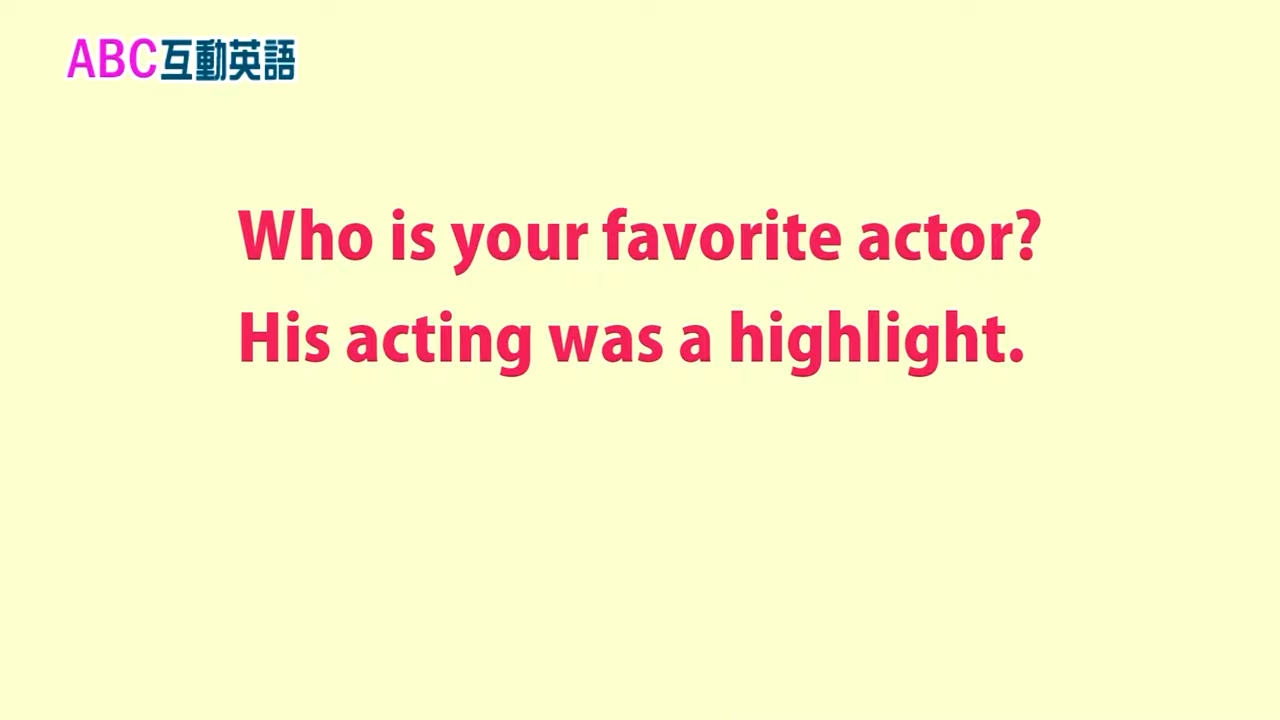 ABC互動英語
Who is your favorite actor?
His acting was a highlight.